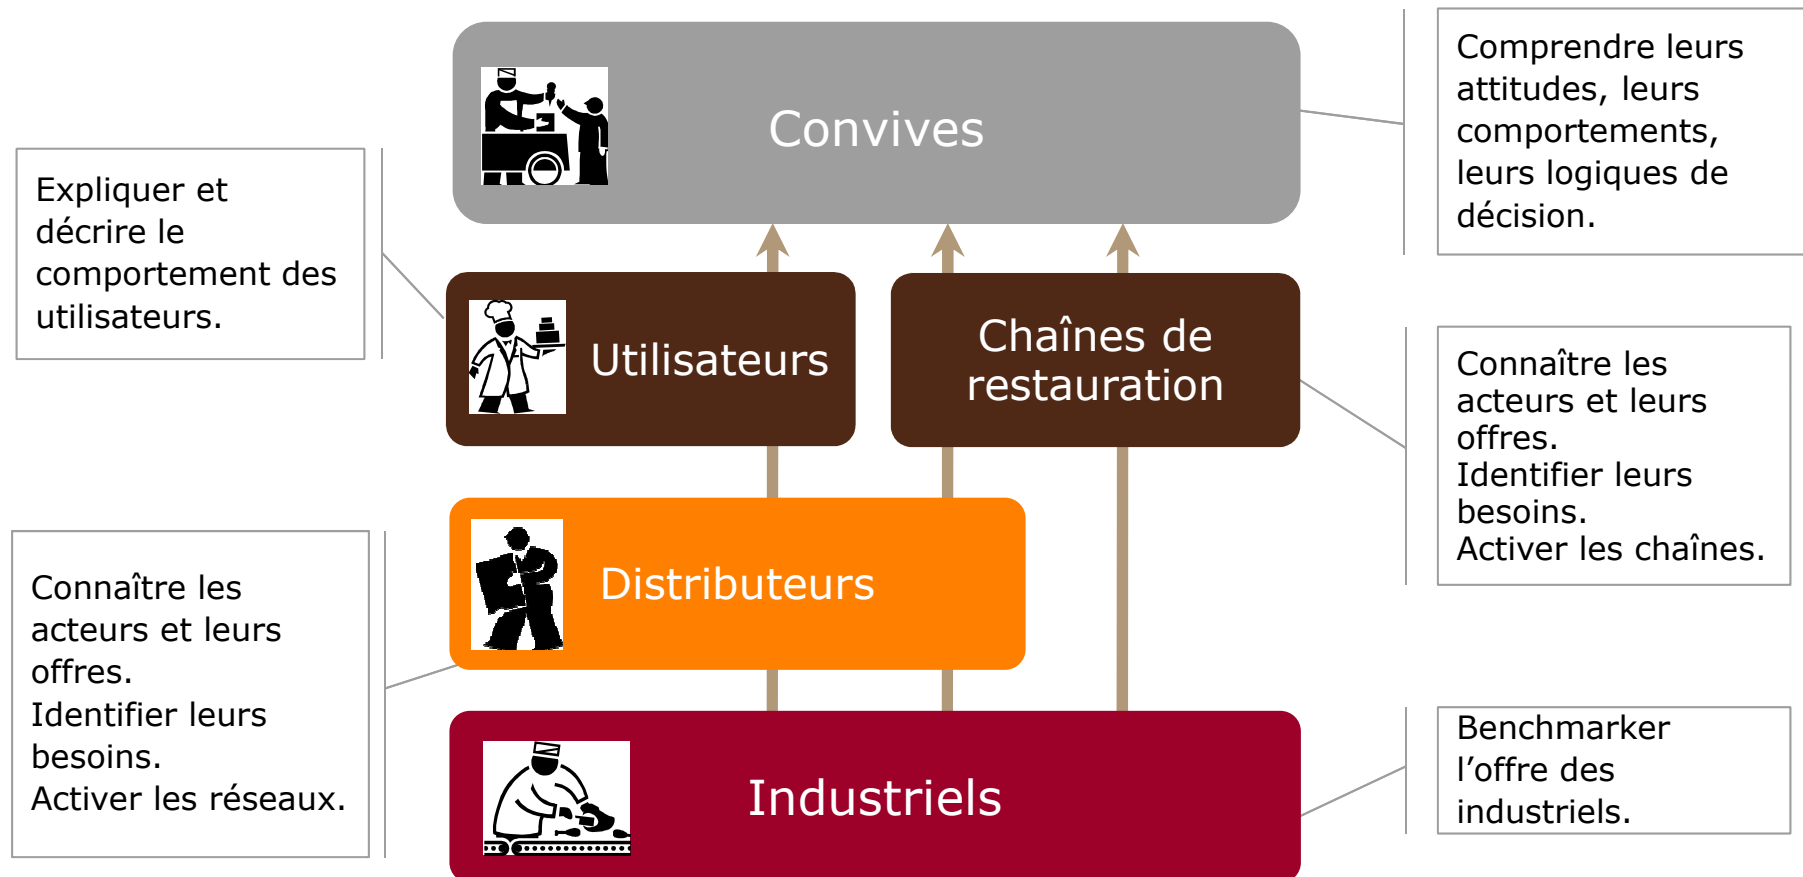 Convives
Comprendre leurs
attitudes, leurs
comportements,
leurs logiques de
décision.
Expliquer et
décrire le
comportement des
utilisateurs.
Utilisateurs
Chaînes de
restauration
Connaître les
acteurs et leurs
offres.
Identifier leurs
besoins.
Activer les chaînes.
Distributeurs
Connaître les
acteurs et leurs
offres.
Identifier leurs
besoins.
Activer les réseaux.
Industriels
Benchmarker
l’offre des
industriels.